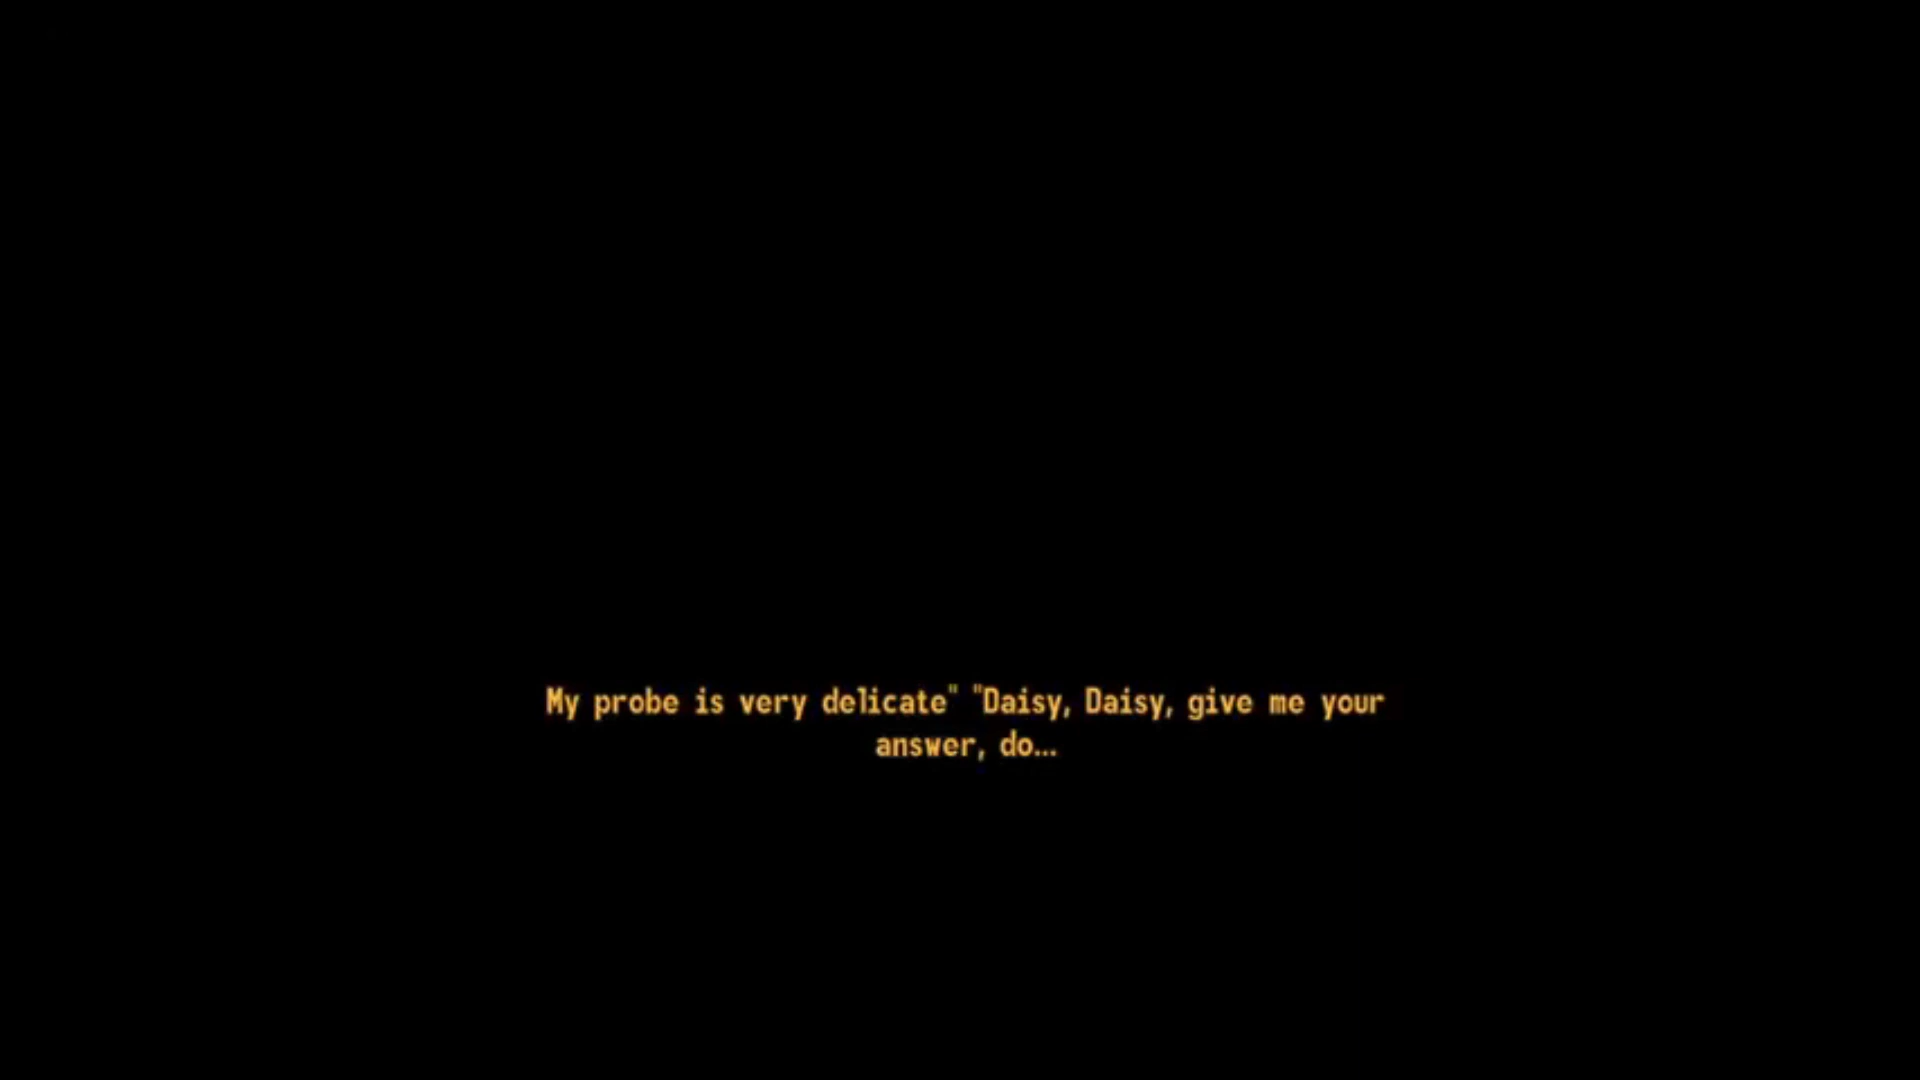 My probe is very delicate" "Daisy, Daisy, give me your
answer, do...